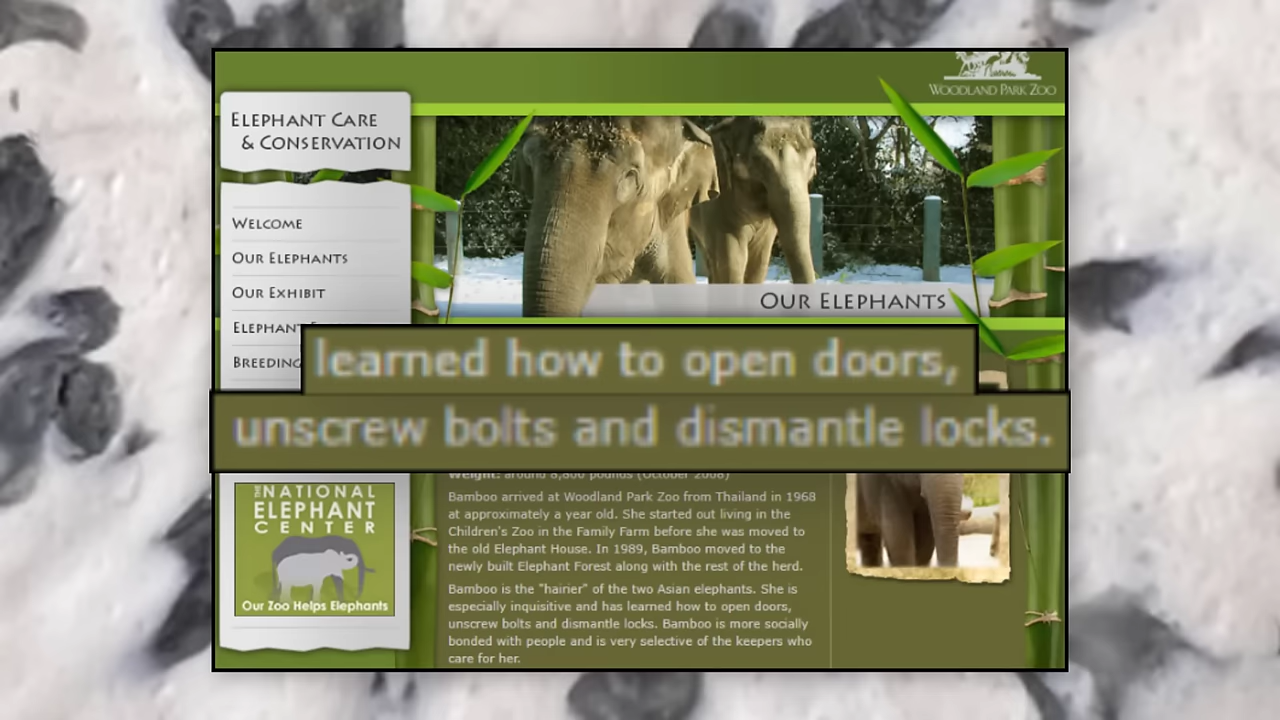 WOODLAND PARK ZOO
ELEPHANT CARE
& CONSERVATION
WELCOME
OUR ELEPHANTS
OUR EXHIBIT
ELEPHANT
BREEDING
OUR ELEPHANTS
learned how to open doors,
unscrew bolts and dismantle locks.
THE NATIONAL
ELEPHANT
CENTER
Our Zoo Helps Elephants
Weight: around 8,800 pounds (October 2008)
Bamboo arrived at Woodland Park Zoo from Thailand in 1968
at approximately a year old. She started out living in the
Children's Zoo in the Family Farm before she was moved to
the old Elephant House. In 1989, Bamboo moved to the
newly built Elephant Forest along with the rest of the herd.
Bamboo is the "hairier" of the two Asian elephants. She is
especially inquisitive and has learned how to open doors,
unscrew bolts and dismantle locks. Bamboo is more socially
bonded with people and is very selective of the keepers who
care for her.